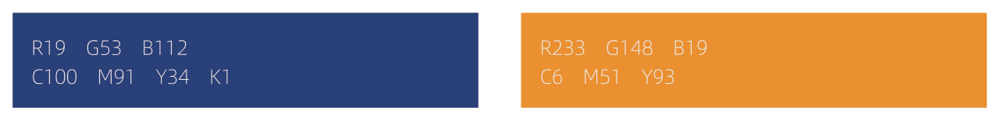 R19 G53 B112
C100 M91 Y34 K1
R233 G148 B19
C6 M51 Y93